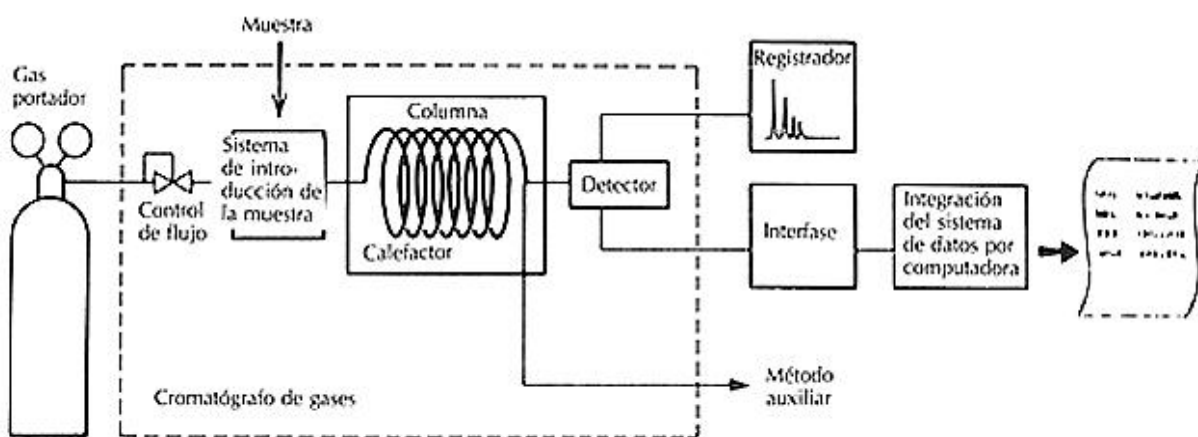 Muestra
Gas
portador
Control
de flujo
Sistema
de intro-
ducción de
la muestra
Columna
Calefactor
Detector
Registrador
Interfase
Integración
del sistema
de datos por
computadora
Método
auxiliar
Cromatógrafo de gases